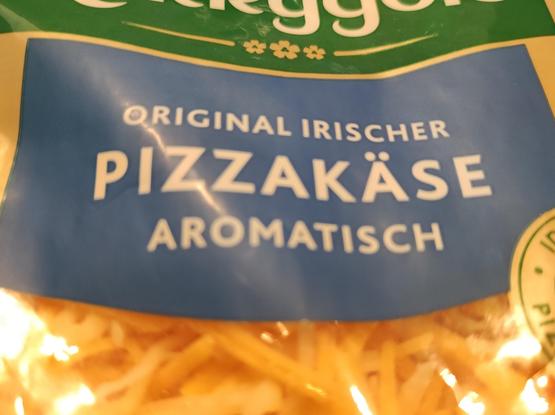 ORIGINAL IRISCHER
PIZZAKÄSE
AROMATISCH